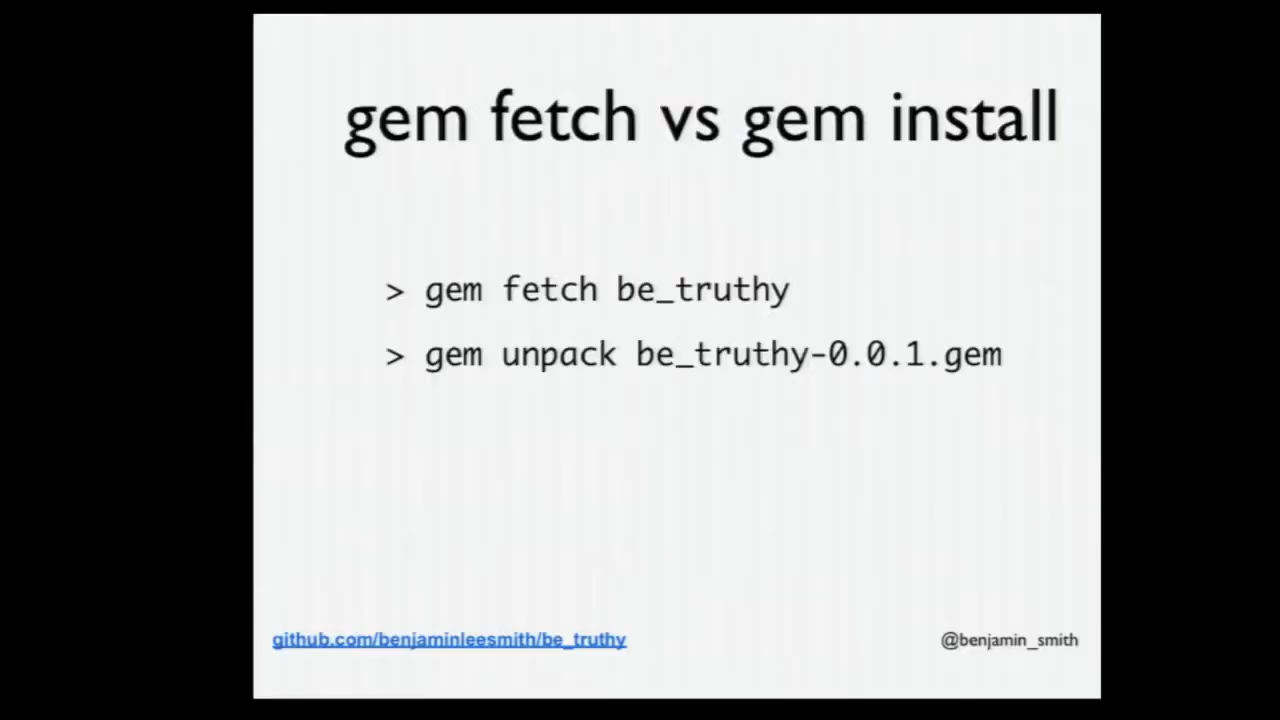 gem fetch vs gem install
> gem fetch be_truthy
> gem unpack be_truthy-0.0.1.gem
github.com/benjaminleesmith/be_truthy
@benjamin_smith